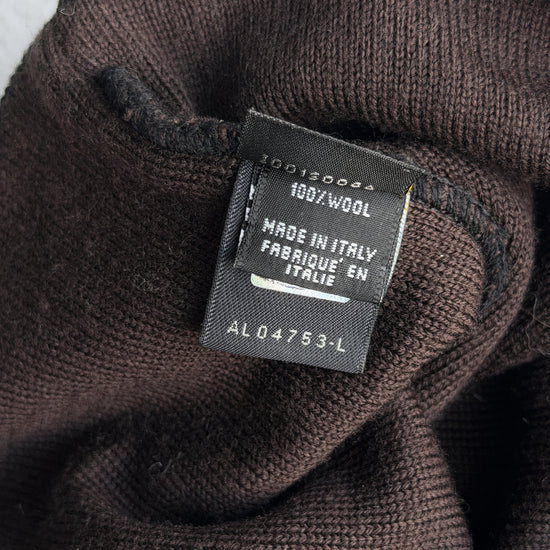 100%WOOL
MADE IN ITALY
FABRIQUE' EN
ITALIE
AL04753-L